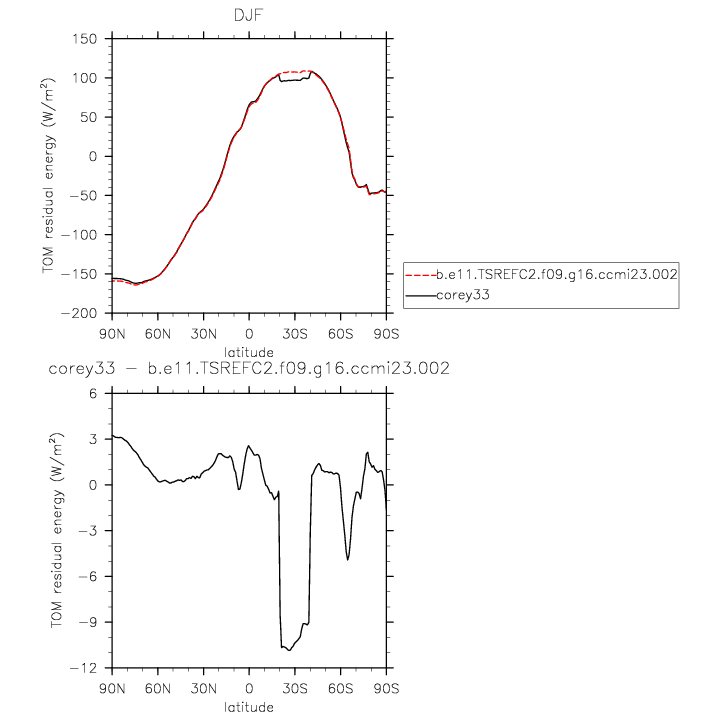 DJF
TOM residual energy (W/m²)
150
100
50
0
−50
−100
−150
−200
90N 60N 30N 0 30S 60S 90S
latitude
b.e11.TSREFC2.f09.g16.ccmi23.002
corey33
corey33 − b.e11.TSREFC2.f09.g16.ccmi23.002
TOM residual energy (W/m²)
6
3
0
−3
−6
−9
−12
90N 60N 30N 0 30S 60S 90S
latitude